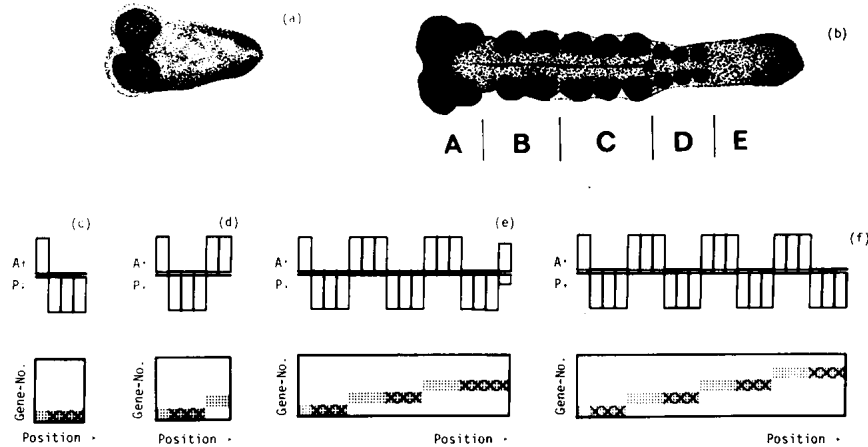 (a)
(b)
A B C D E
(c) (d) (e) (f)
A↑ A↑ A↑ A↑
P↓ P↓ P↓ P↓
Gene-No. Gene-No. Gene-No. Gene-No.
Position Position Position Position